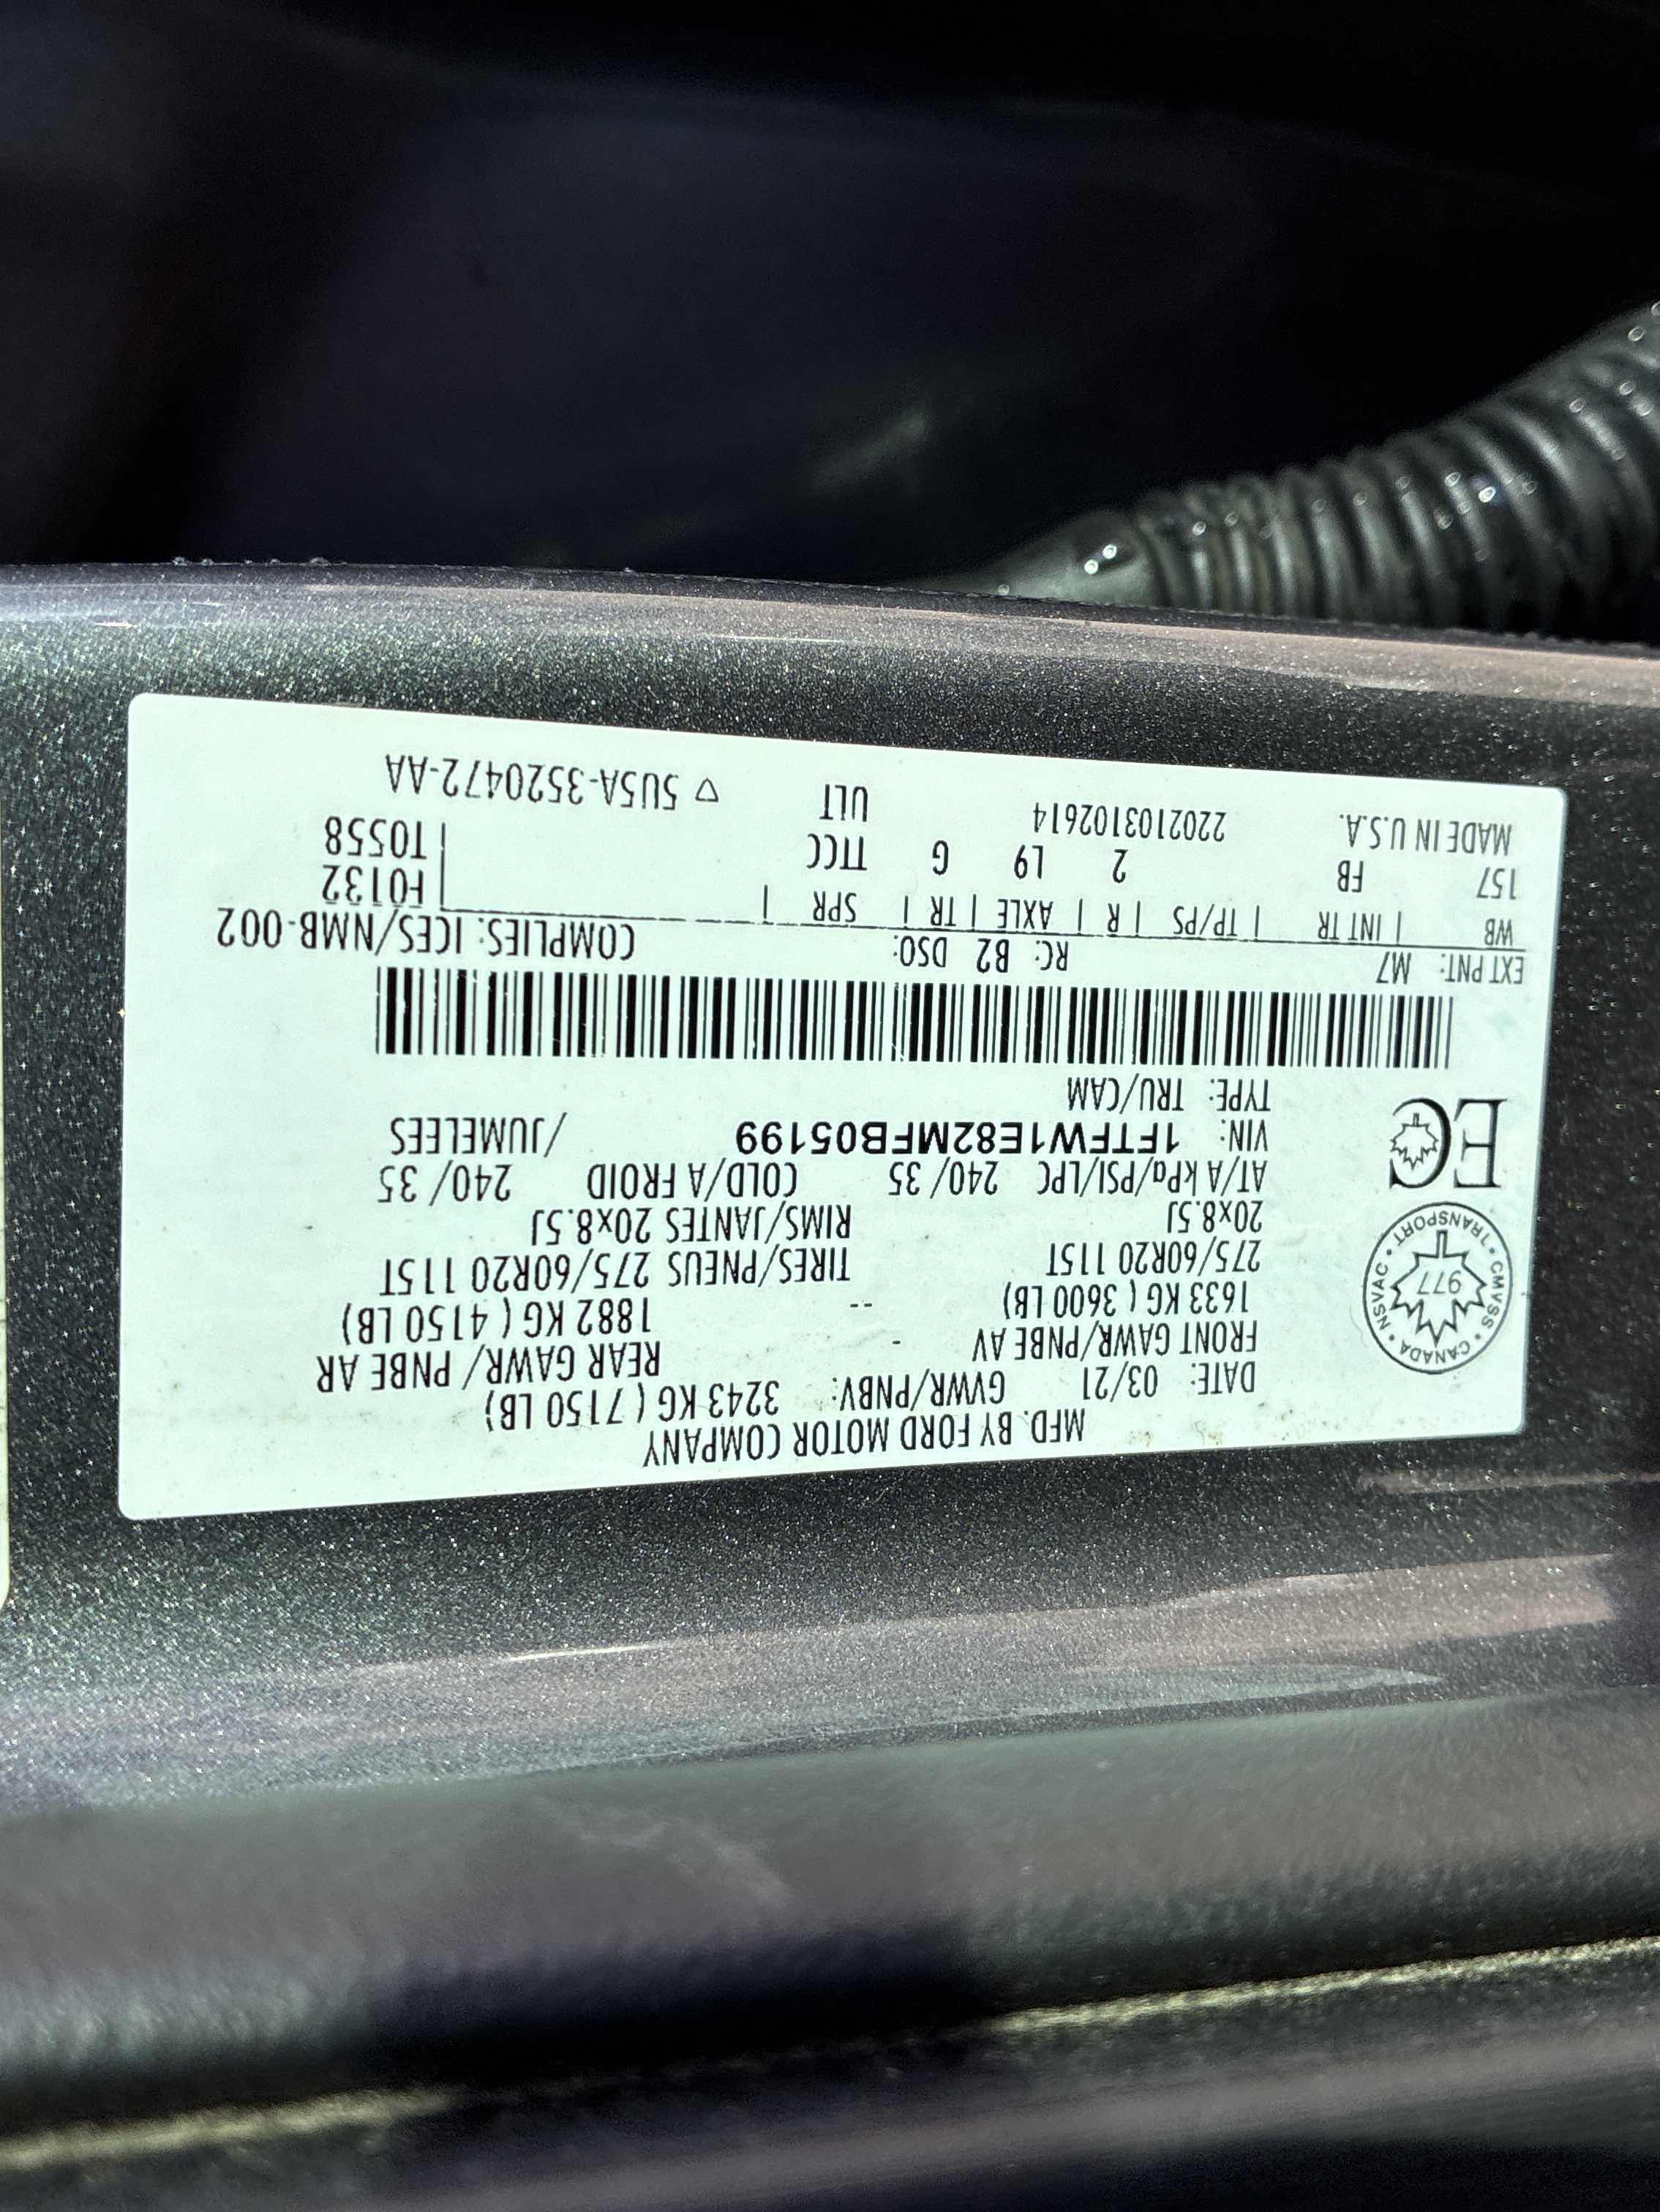 MFD. BY FORD MOTOR COMPANY
DATE: 03/21 GVWR/PNBV: 3243 KG ( 7150 LB)
FRONT GAWR/PNBE AV - REAR GAWR/ PNBE AR
1633 KG ( 3600 LB) -- 1882 KG ( 4150 LB)
275/60R20 115T TIRES/PNEUS 275/60R20 115T
20x8.5J RIMS/JANTES 20x8.5J
AT/A kPa/PSI/LPC 240/ 35 COLD/A FROID 240/ 35
VIN: 1FTFW1E82MFB05199 /JUMELEES
TYPE: TRU/CAM
CANADA • CMVSS • TRANSPORT • NSVAC •
977
EC
EXT PNT: M7 RC: B2 DSO: COMPLIES: ICES/NMB-002
WB | INT TR | TP/PS | R | AXLE | TR | SPR | F0132
157 FB 2 L9 G TTCC T0558
MADE IN U.S.A. 220210310261 4 ULT ▽ 5U5A-3520472-AA